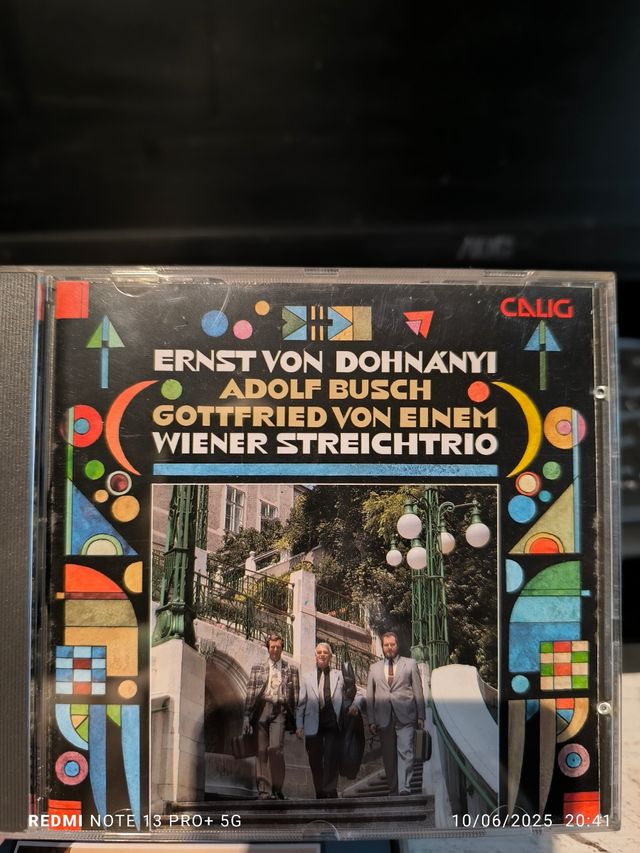 AOC
CALIG
ERNST VON DOHNÁNYI
ADOLF BUSCH
GOTTFRIED VON EINEM
WIENER STREICHTRIO
REDMI NOTE 13 PRO+ 5G
10/06/2025 20:41